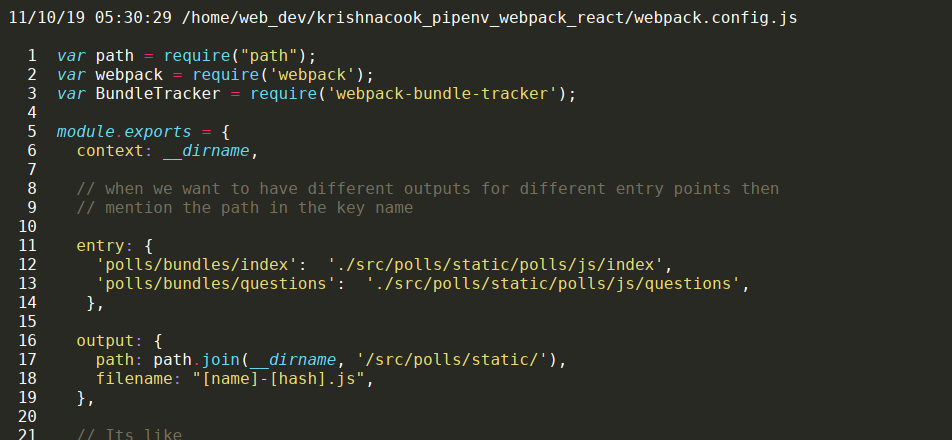 11/10/19 05:30:29 /home/web_dev/krishnacook_pipenv_webpack_react/webpack.config.js
1 var path = require("path");
2 var webpack = require('webpack');
3 var BundleTracker = require('webpack-bundle-tracker');
4
5 module.exports = {
6   context: __dirname,
7
8   // when we want to have different outputs for different entry points then
9   // mention the path in the key name
10
11   entry: {
12     'polls/bundles/index':  './src/polls/static/polls/js/index',
13     'polls/bundles/questions':  './src/polls/static/polls/js/questions',
14    },
15
16   output: {
17     path: path.join(__dirname, '/src/polls/static/'),
18     filename: "[name]-[hash].js",
19   },
20
21   // Its like